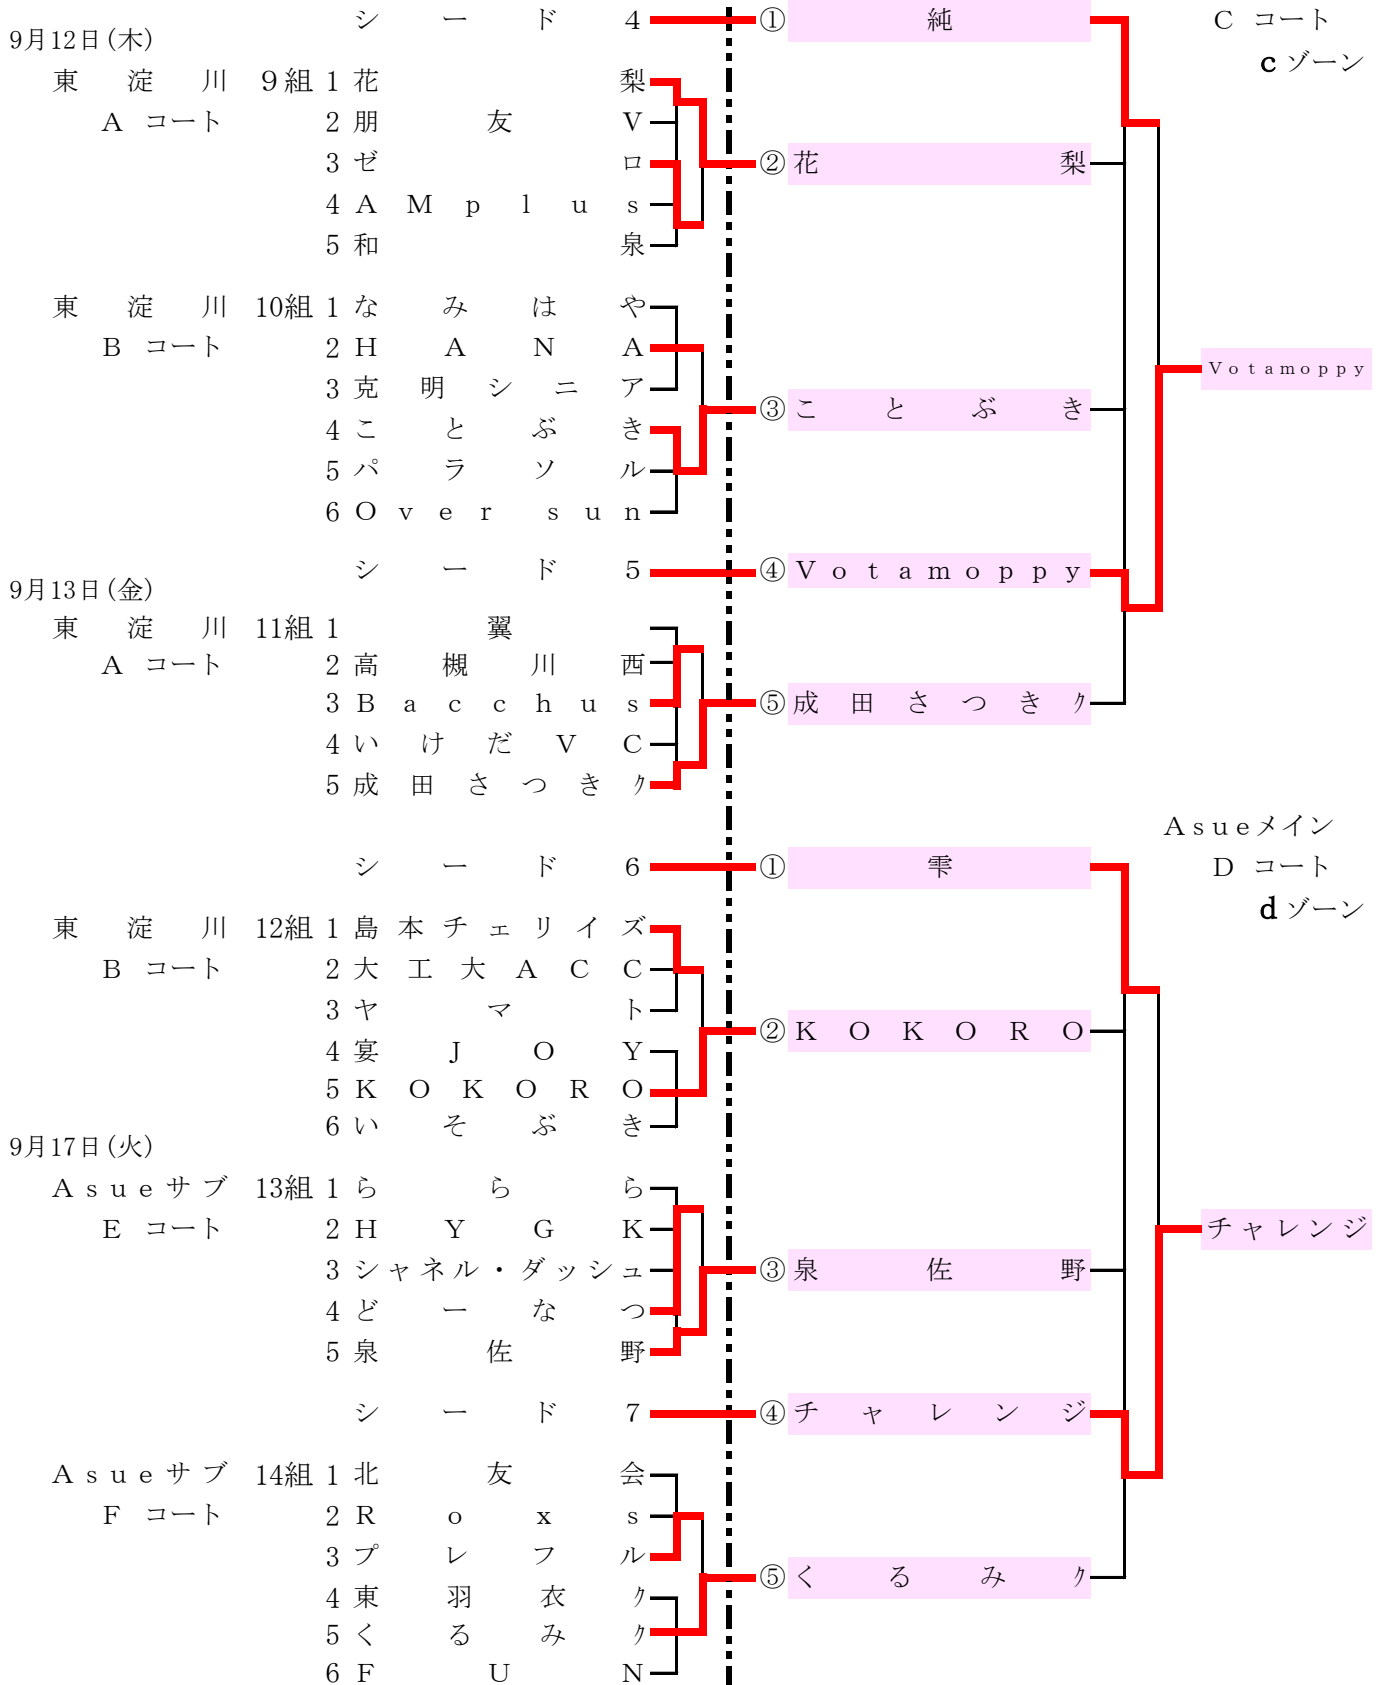 シード 4 ① 純 C コート
9月12日(木)
c ゾーン
東淀川 9組 1 花梨
A コート 2 朋友V
3 ゼロ ② 花梨
4 AMplus
5 和泉
東淀川 10組 1 なみはや
B コート 2 HANA
Votamoppy
3 克明シニア
③ ことぶき
4 ことぶき
5 パラソル
6 Over sun
シード 5 ④ Votamoppy
9月13日(金)
東淀川 11組 1 翼
A コート 2 高槻川西
3 Bacchus ⑤ 成田さつきク
4 いけだVC
5 成田さつきク
Asueメイン
シード 6 ① 雫 D コート
d ゾーン
東淀川 12組 1 島本チェリイズ
B コート 2 大工大ACC
3 ヤマト
② KOKORO
4 宴JOY
5 KOKORO
6 いそぶき
9月17日(火)
Asueサブ 13組 1 ららら
E コート 2 HYGK チャレンジ
3 シャネル・ダッシュ ③ 泉佐野
4 どーなつ
5 泉佐野
シード 7 ④ チャレンジ
Asueサブ 14組 1 北友会
F コート 2 Roxs
3 プレフル
⑤ くるみク
4 東羽衣ク
5 くるみク
6 FUN